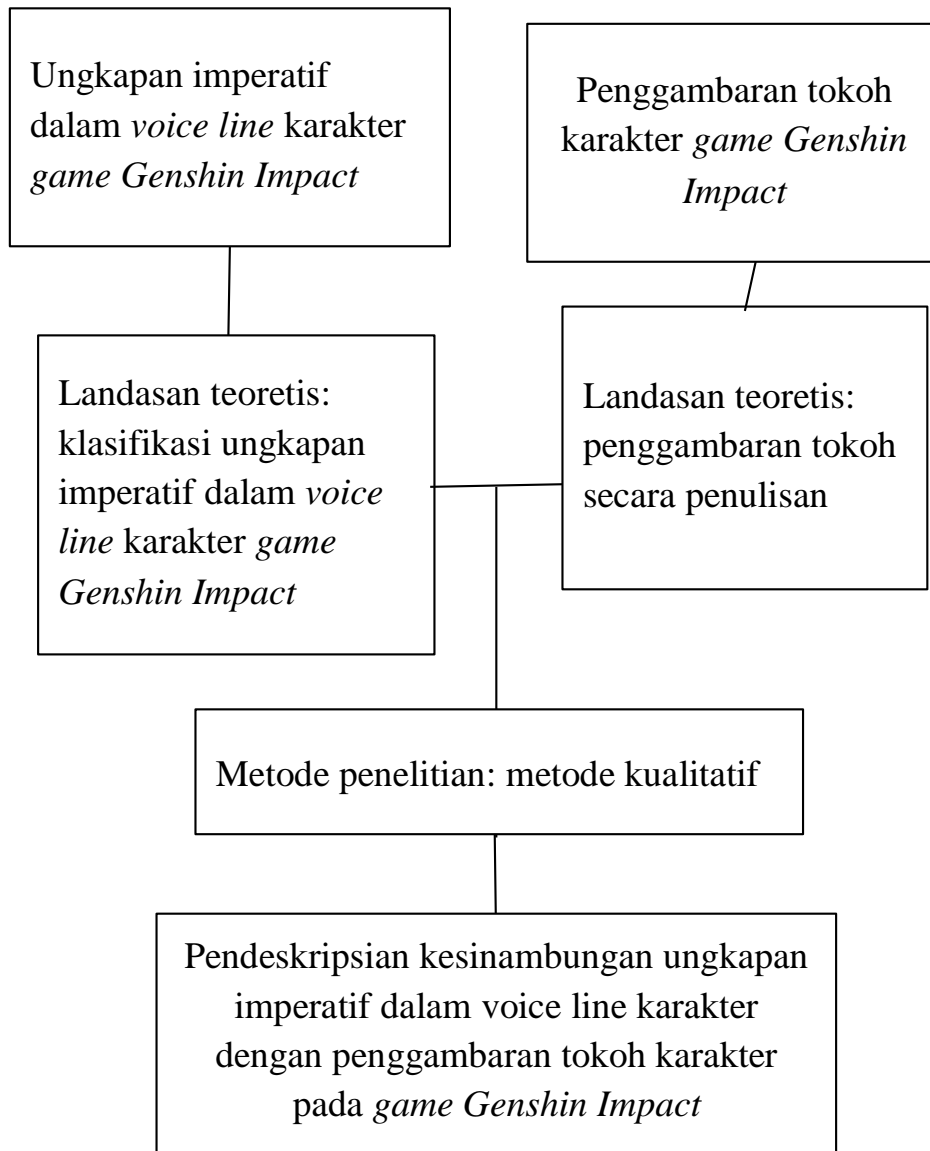 Ungkapan imperatif
dalam voice line karakter
game Genshin Impact
Penggambaran tokoh
karakter game Genshin
Impact
Landasan teoretis:
klasifikasi ungkapan
imperatif dalam voice
line karakter game
Genshin Impact
Landasan teoretis:
penggambaran tokoh
secara penulisan
Metode penelitian: metode kualitatif
Pendeskripsian kesinambungan ungkapan
imperatif dalam voice line karakter
dengan penggambaran tokoh karakter
pada game Genshin Impact